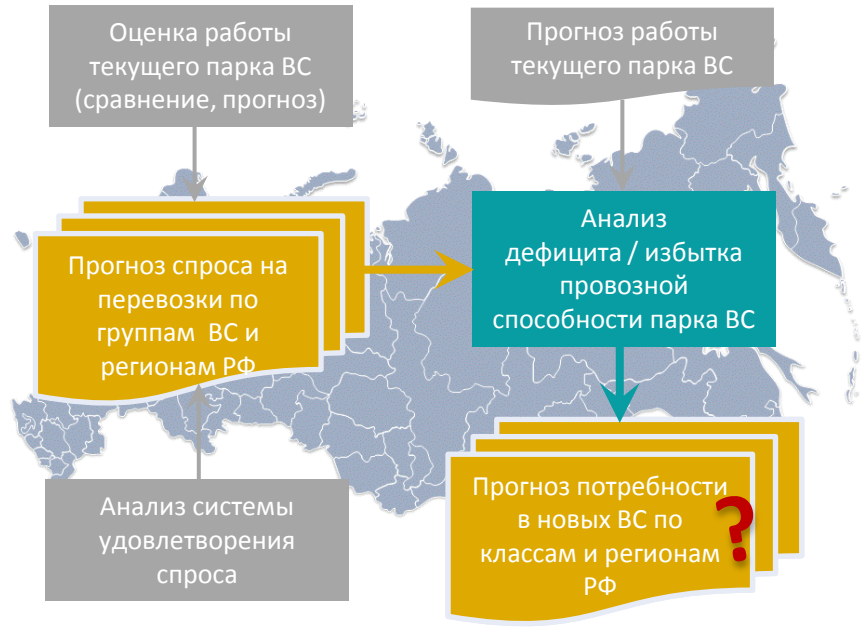 Оценка работы
текущего парка ВС
(сравнение, прогноз)
Прогноз работы
текущего парка ВС
Прогноз спроса на
перевозки по
группам ВС и
регионам РФ
Анализ
дефицита / избытка
провозной
способности парка ВС
Анализ системы
удовлетворения
спроса
Прогноз потребности
в новых ВС по
классам и регионам
РФ
?